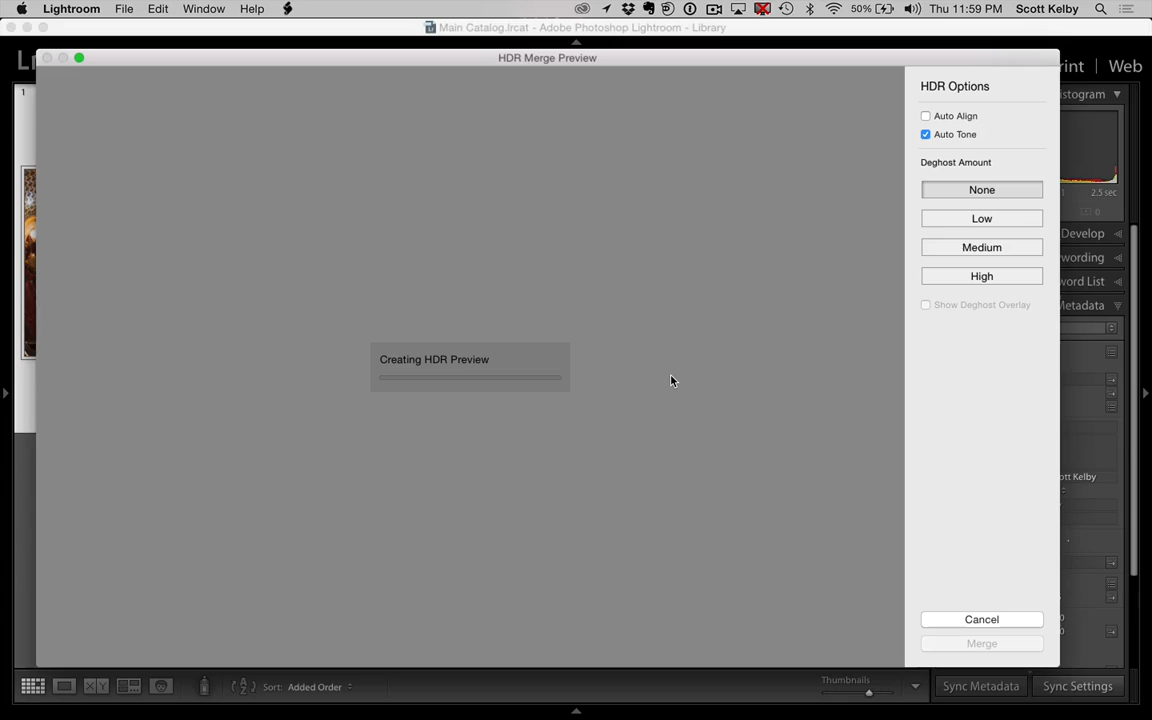 Lightroom File Edit Window Help 50% Thu 11:59 PM Scott Kelby
Main Catalog.lrcat - Adobe Photoshop Lightroom - Library
HDR Merge Preview
Lr
rint | Web
1
HDR Options
istogram
Auto Align
Auto Tone
Deghost Amount
None
2.5 sec
Low
Develop
Medium
wording
High
ord List
Show Deghost Overlay
Metadata
Creating HDR Preview
ott Kelby
Cancel
Merge
Sort: Added Order
Thumbnails
Sync Metadata
Sync Settings